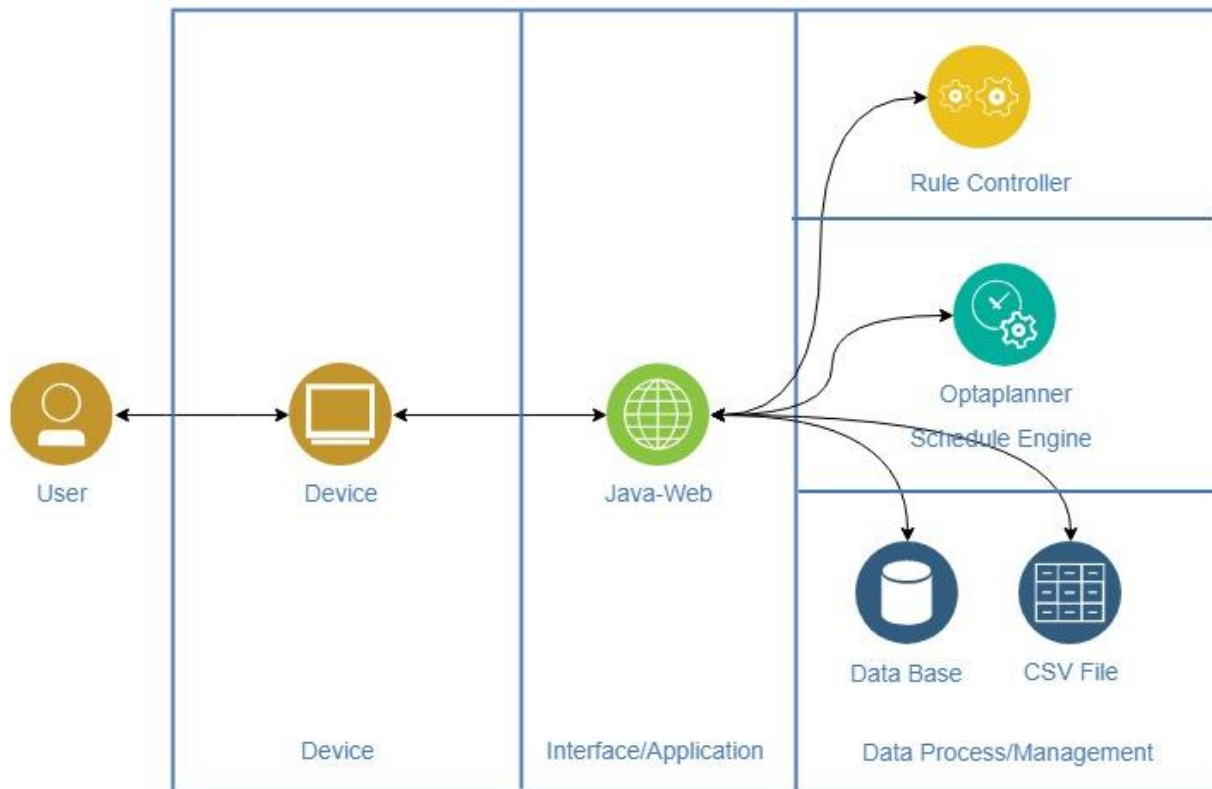 Rule Controller
Optaplanner
Schedule Engine
User
Device
Java-Web
Data Base
CSV File
Device
Interface/Application
Data Process/Management